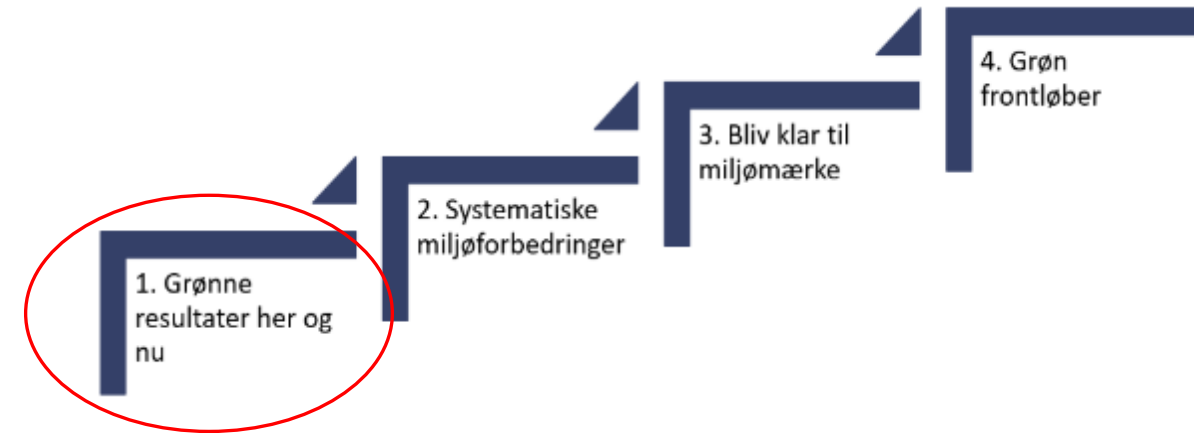 1. Grønne
resultater her og
nu
2. Systematiske
miljøforbedringer
3. Bliv klar til
miljømærke
4. Grøn
frontløber